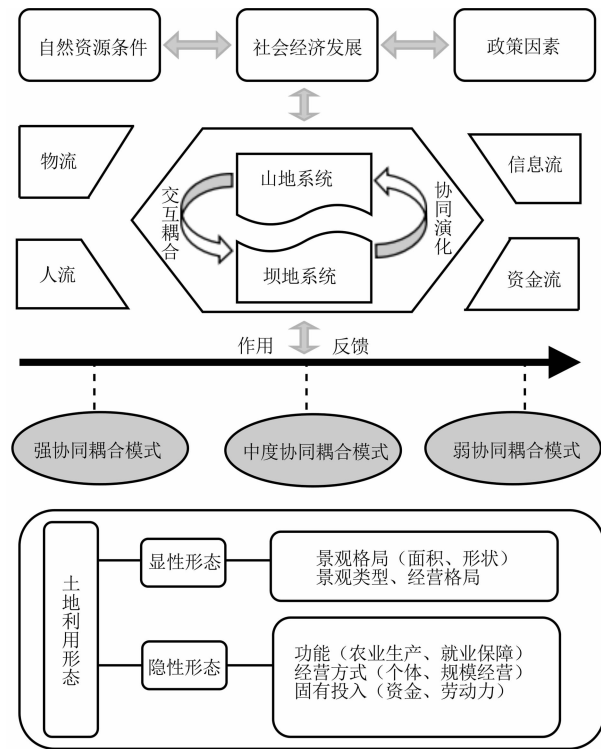 自然资源条件
社会经济发展
政策因素
物流
山地系统
信息流
交互耦合
协同演化
人流
坝地系统
资金流
作用
反馈
强协同耦合模式
中度协同耦合模式
弱协同耦合模式
土地利用形态
显性形态
景观格局（面积、形状）
景观类型、经营格局
隐性形态
功能（农业生产、就业保障）
经营方式（个体、规模经营）
固有投入（资金、劳动力）